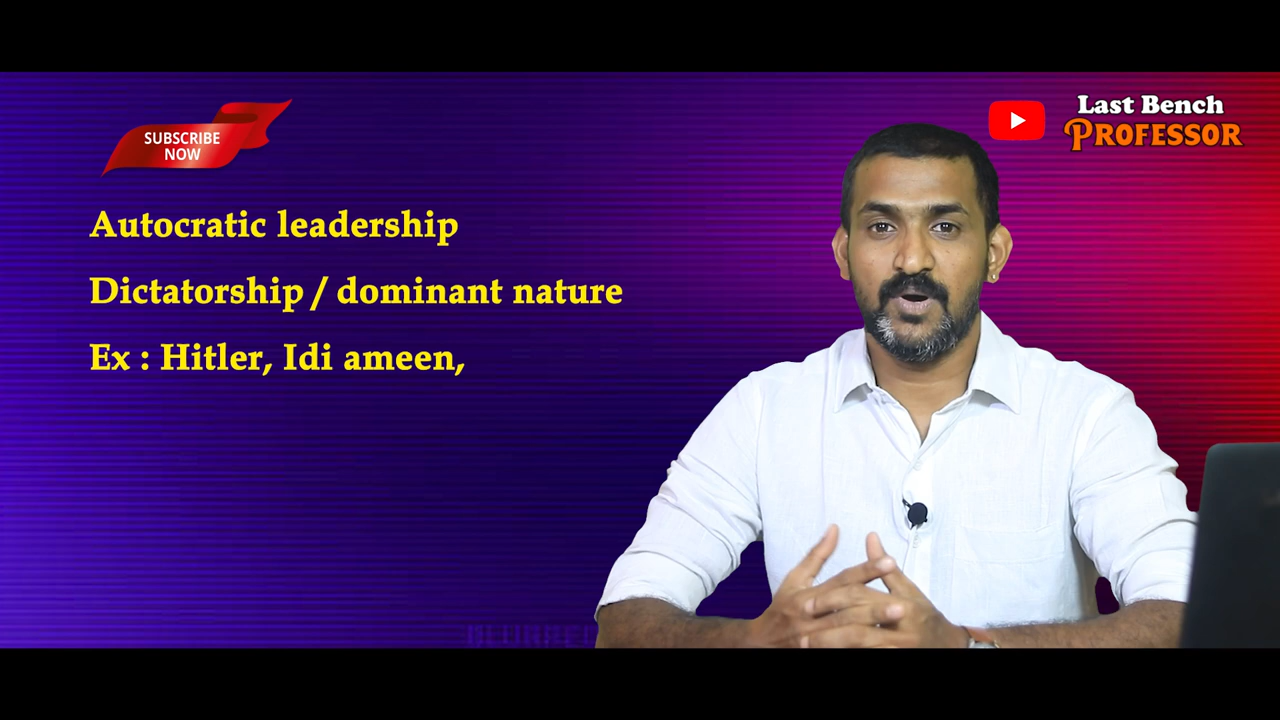 SUBSCRIBE
NOW
Last Bench
PROFESSOR
Autocratic leadership
Dictatorship / dominant nature
Ex : Hitler, Idi ameen,